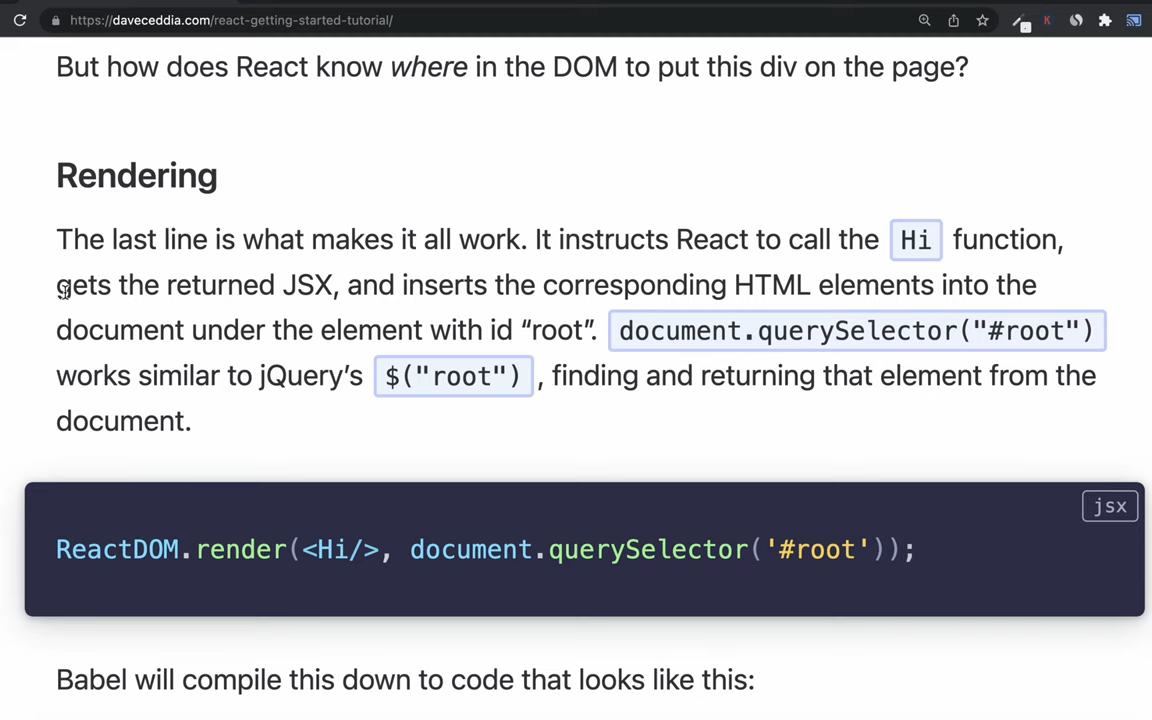 https://daveceddia.com/react-getting-started-tutorial/
K
But how does React know where in the DOM to put this div on the page?
Rendering
The last line is what makes it all work. It instructs React to call the Hi function,
gets the returned JSX, and inserts the corresponding HTML elements into the
document under the element with id “root”. document.querySelector("#root")
works similar to jQuery’s $("root") , finding and returning that element from the
document.
jsx
ReactDOM.render(<Hi/>, document.querySelector('#root'));
Babel will compile this down to code that looks like this: